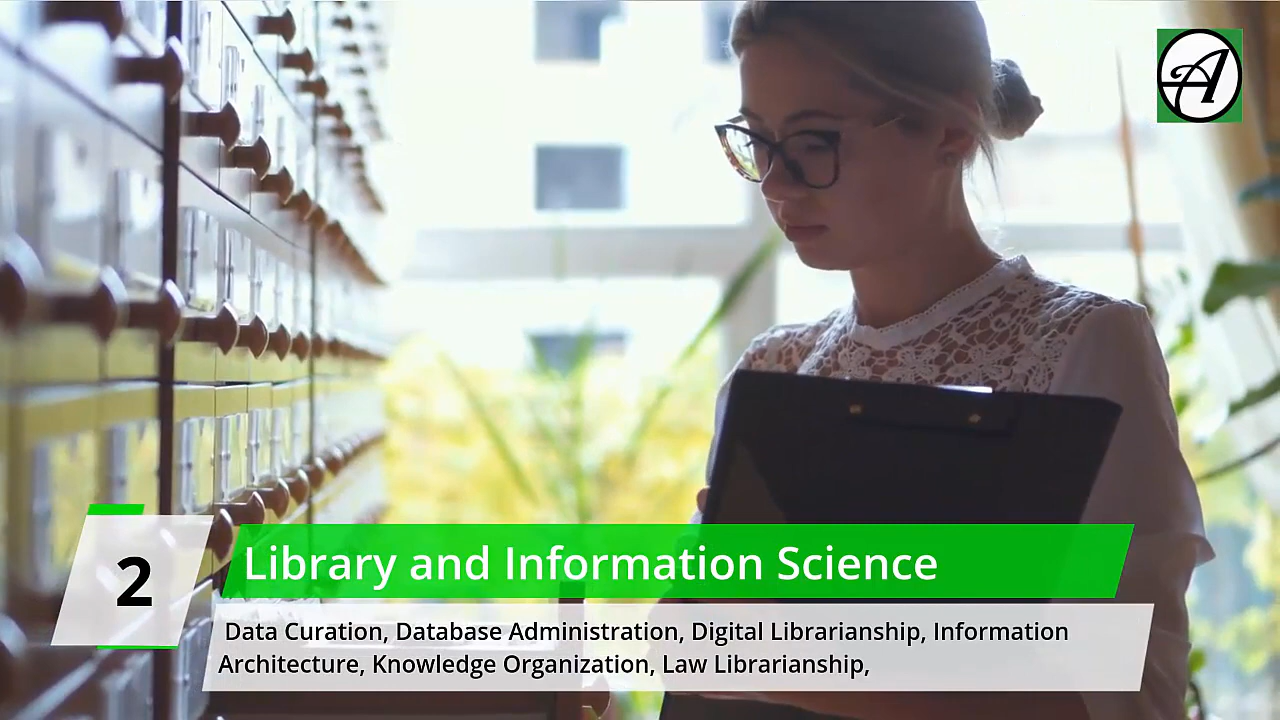 A
2
Library and Information Science
Data Curation, Database Administration, Digital Librarianship, Information
Architecture, Knowledge Organization, Law Librarianship,